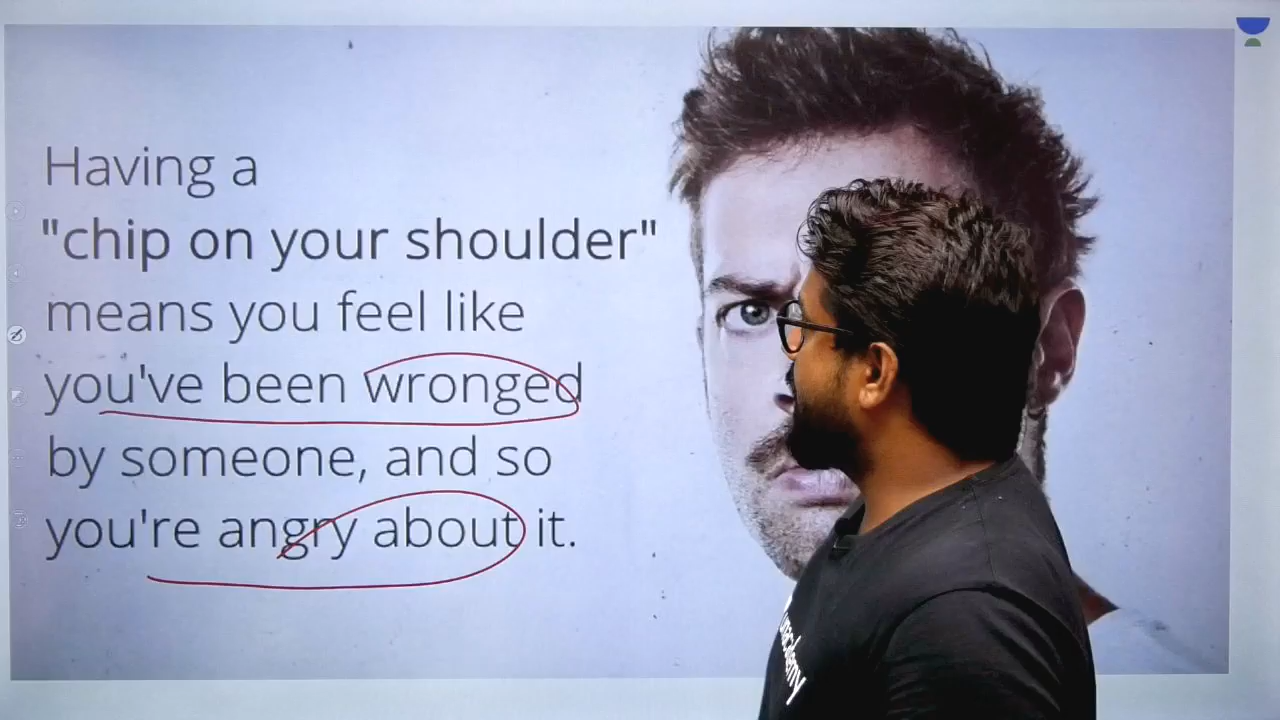 Having a
"chip on your shoulder"
means you feel like
you've been wronged
by someone, and so
you're angry about it.
unacademy